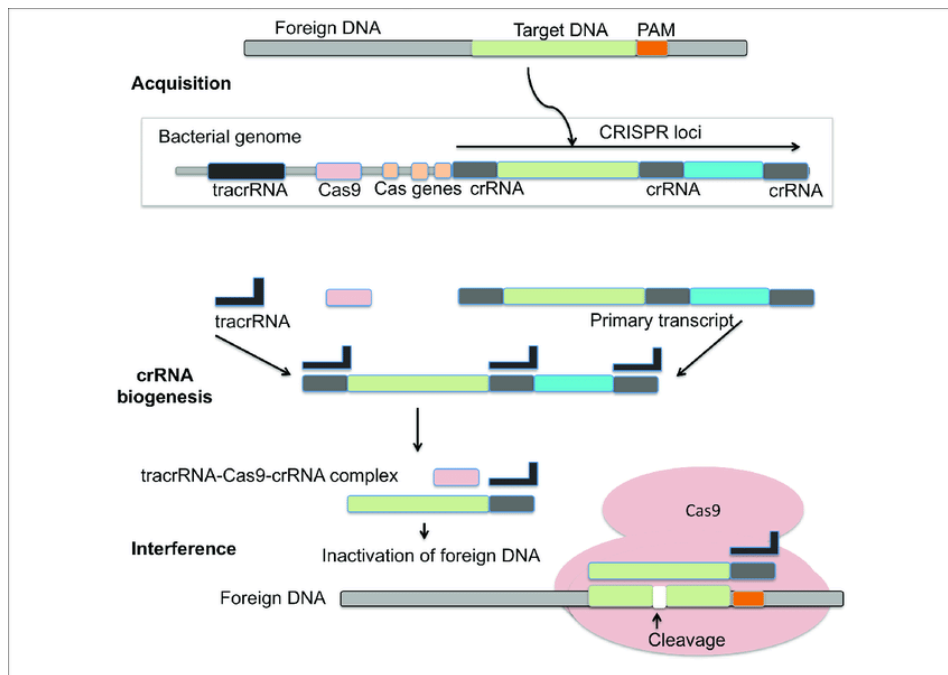 Foreign DNA Target DNA PAM
Acquisition
Bacterial genome CRISPR loci
tracrRNA Cas9 Cas genes crRNA crRNA crRNA
tracrRNA Primary transcript
crRNA
biogenesis
tracrRNA-Cas9-crRNA complex
Cas9
Interference
Inactivation of foreign DNA
Foreign DNA
Cleavage